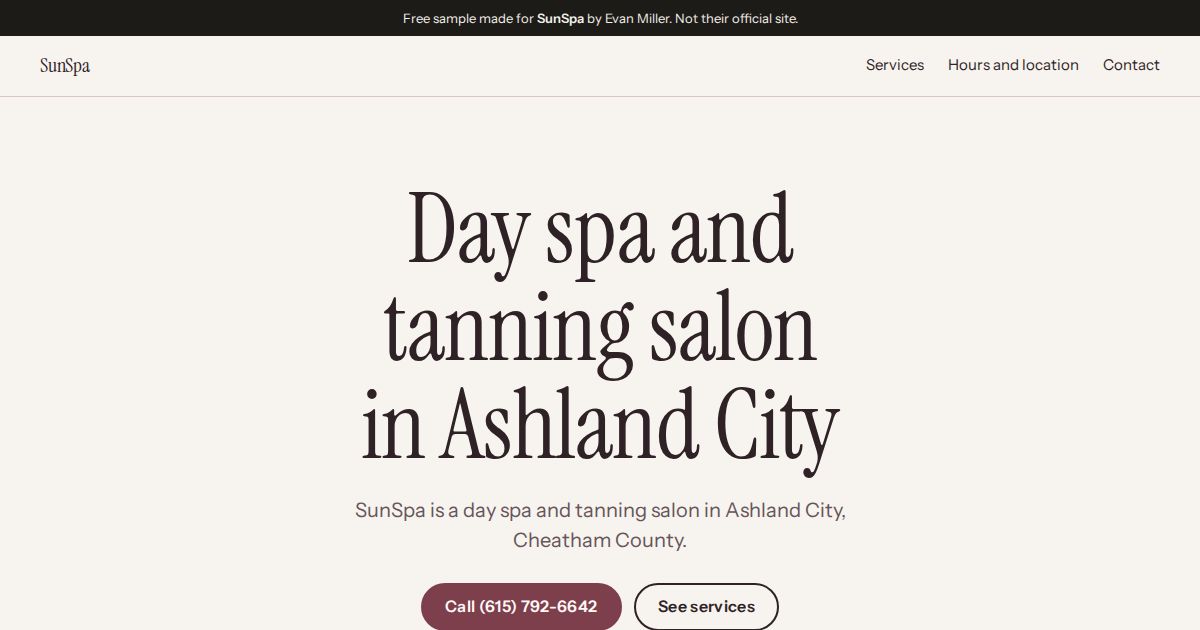 Free sample made for SunSpa by Evan Miller. Not their official site.
SunSpa
Services
Hours and location
Contact
Day spa and
tanning salon
in Ashland City
SunSpa is a day spa and tanning salon in Ashland City,
Cheatham County.
Call (615) 792-6642
See services